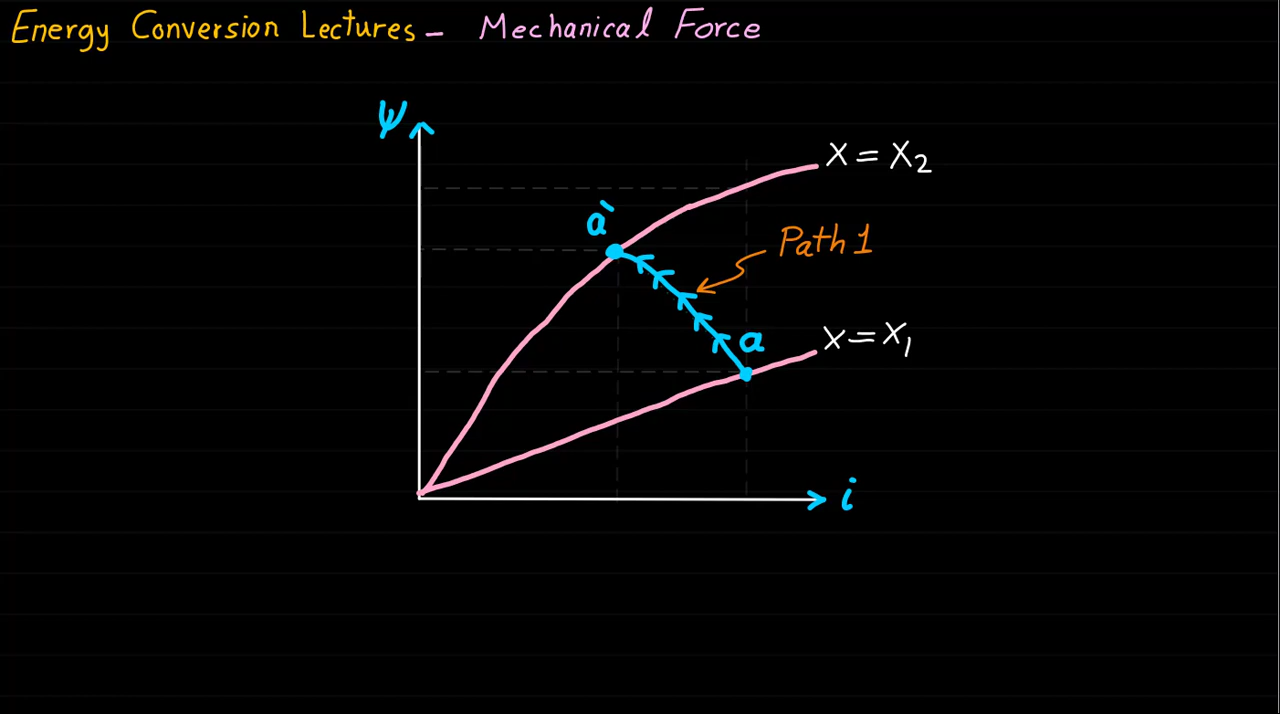 Energy Conversion Lectures - Mechanical Force
ψ
x = x₂
a′
Path 1
a
x = x₁
i